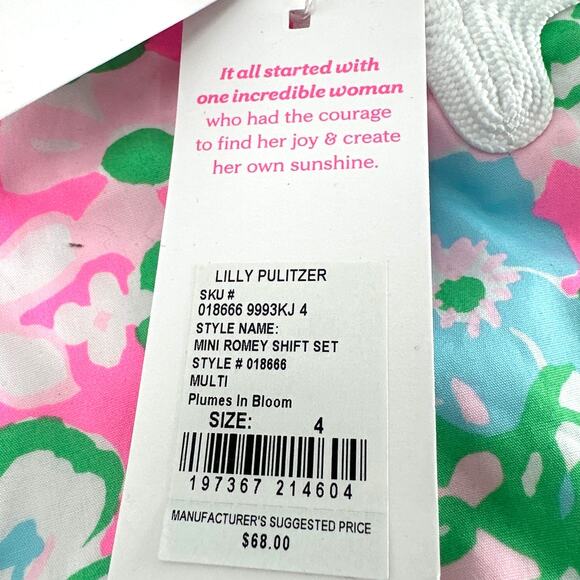 It all started with
one incredible woman
who had the courage
to find her joy & create
her own sunshine.
LILLY PULITZER
SKU #
018666 9993KJ 4
STYLE NAME:
MINI ROMEY SHIFT SET
STYLE # 018666
MULTI
Plumes In Bloom
SIZE: 4
197367 214604
MANUFACTURER'S SUGGESTED PRICE
$68.00